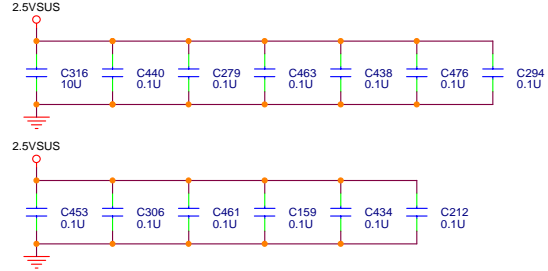 2.5VSUS
C316 C440 C279 C463 C438 C476 C294
10U 0.1U 0.1U 0.1U 0.1U 0.1U 0.1U
2.5VSUS
C453 C306 C461 C159 C434 C212
0.1U 0.1U 0.1U 0.1U 0.1U 0.1U